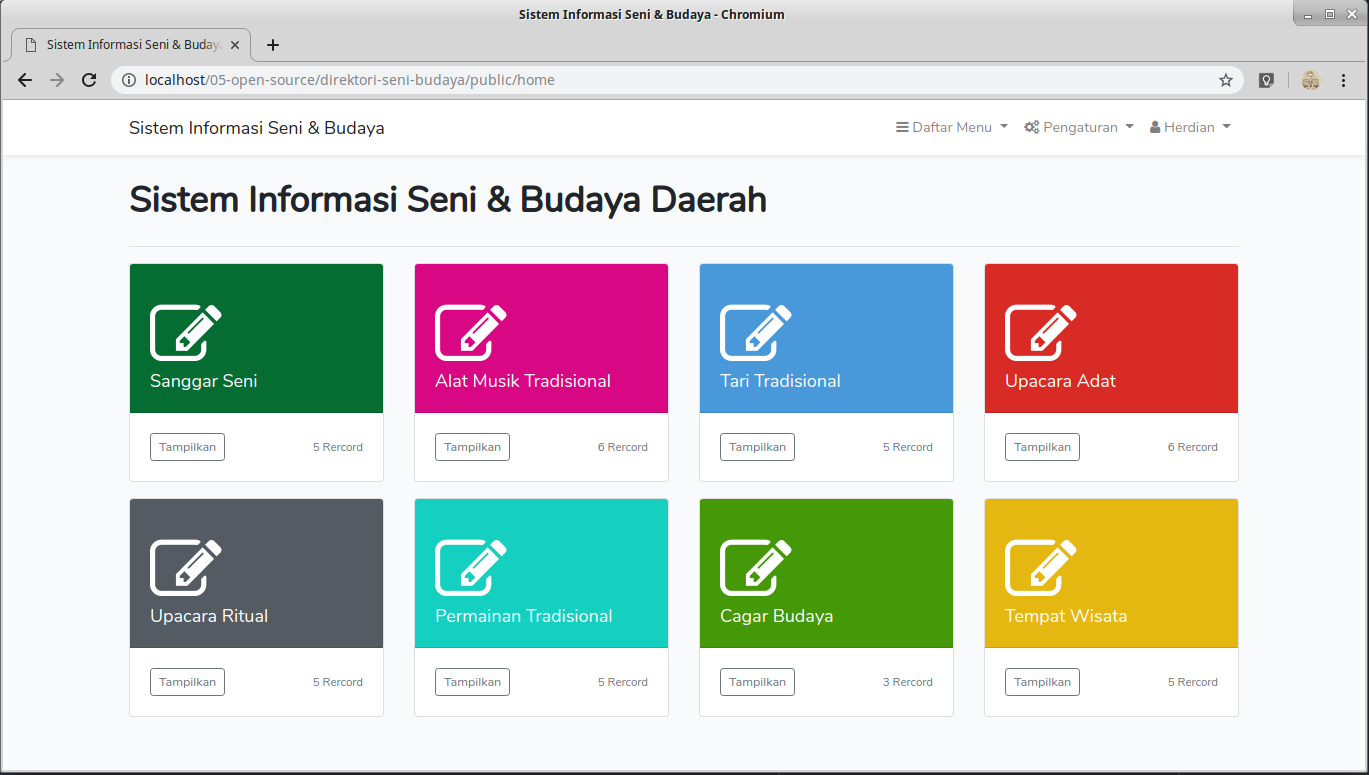 Sistem Informasi Seni & Budaya - Chromium
Sistem Informasi Seni & Buday
localhost/05-open-source/direktori-seni-budaya/public/home
Sistem Informasi Seni & Budaya
Daftar Menu
Pengaturan
Herdian
Sistem Informasi Seni & Budaya Daerah
Sanggar Seni
Tampilkan
5 Rercord
Alat Musik Tradisional
Tampilkan
6 Rercord
Tari Tradisional
Tampilkan
5 Rercord
Upacara Adat
Tampilkan
6 Rercord
Upacara Ritual
Tampilkan
5 Rercord
Permainan Tradisional
Tampilkan
5 Rercord
Cagar Budaya
Tampilkan
3 Rercord
Tempat Wisata
Tampilkan
5 Rercord